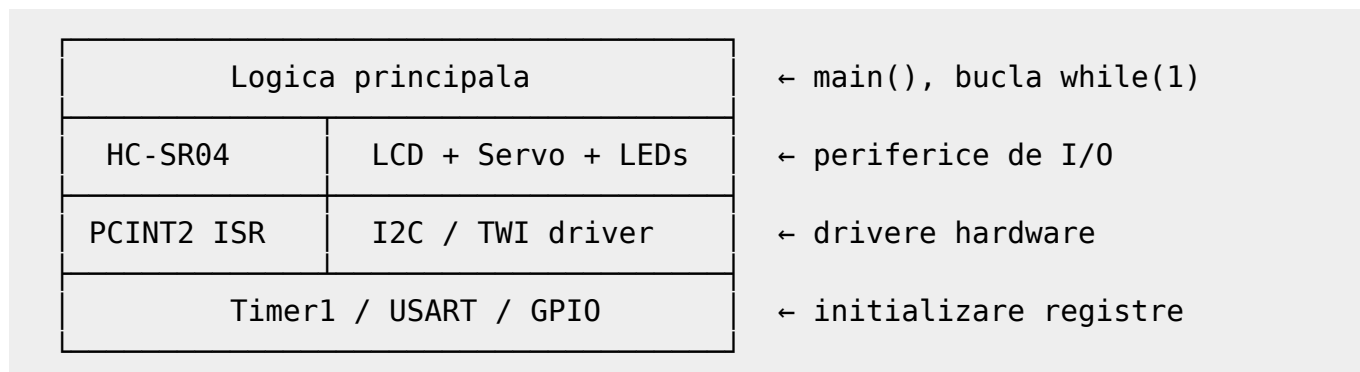 Logica principala ← main(), bucla while(1)
HC-SR04 LCD + Servo + LEDs ← periferice de I/O
PCINT2 ISR I2C / TWI driver ← drivere hardware
Timer1 / USART / GPIO ← initializare registre